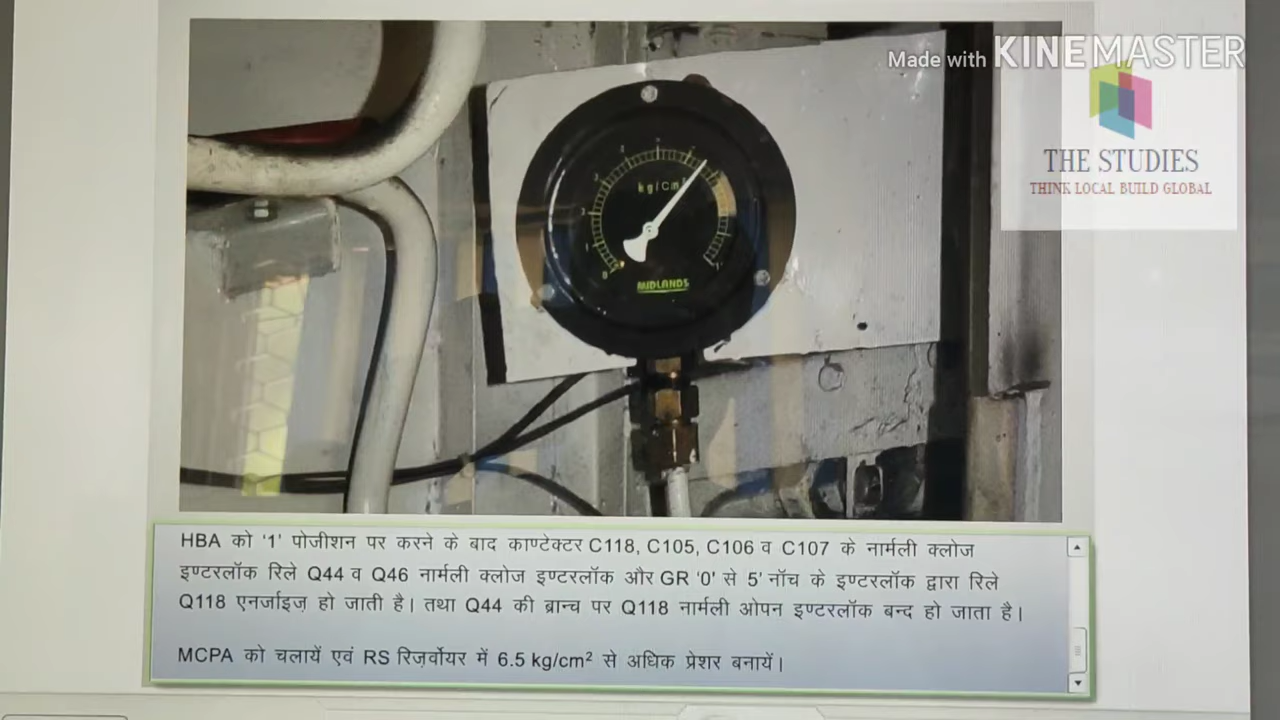 Made with KINEMASTER
THE STUDIES
THINK LOCAL BUILD GLOBAL
kg/cm²
0
MIDLANDS
HBA को '1' पोजीशन पर करने के बाद काण्टेक्टर C118, C105, C106 व C107 के नार्मली क्लोज
इण्टरलॉक रिले Q44 व Q46 नार्मली क्लोज इण्टरलॉक और GR '0' से 5' नॉच के इण्टरलॉक द्वारा रिले
Q118 एनर्जाइज़ हो जाती है। तथा Q44 की ब्रान्च पर Q118 नार्मली ओपन इण्टरलॉक बन्द हो जाता है।
MCPA को चलायें एवं RS रिज़र्वोयर में 6.5 kg/cm² से अधिक प्रेशर बनायें।